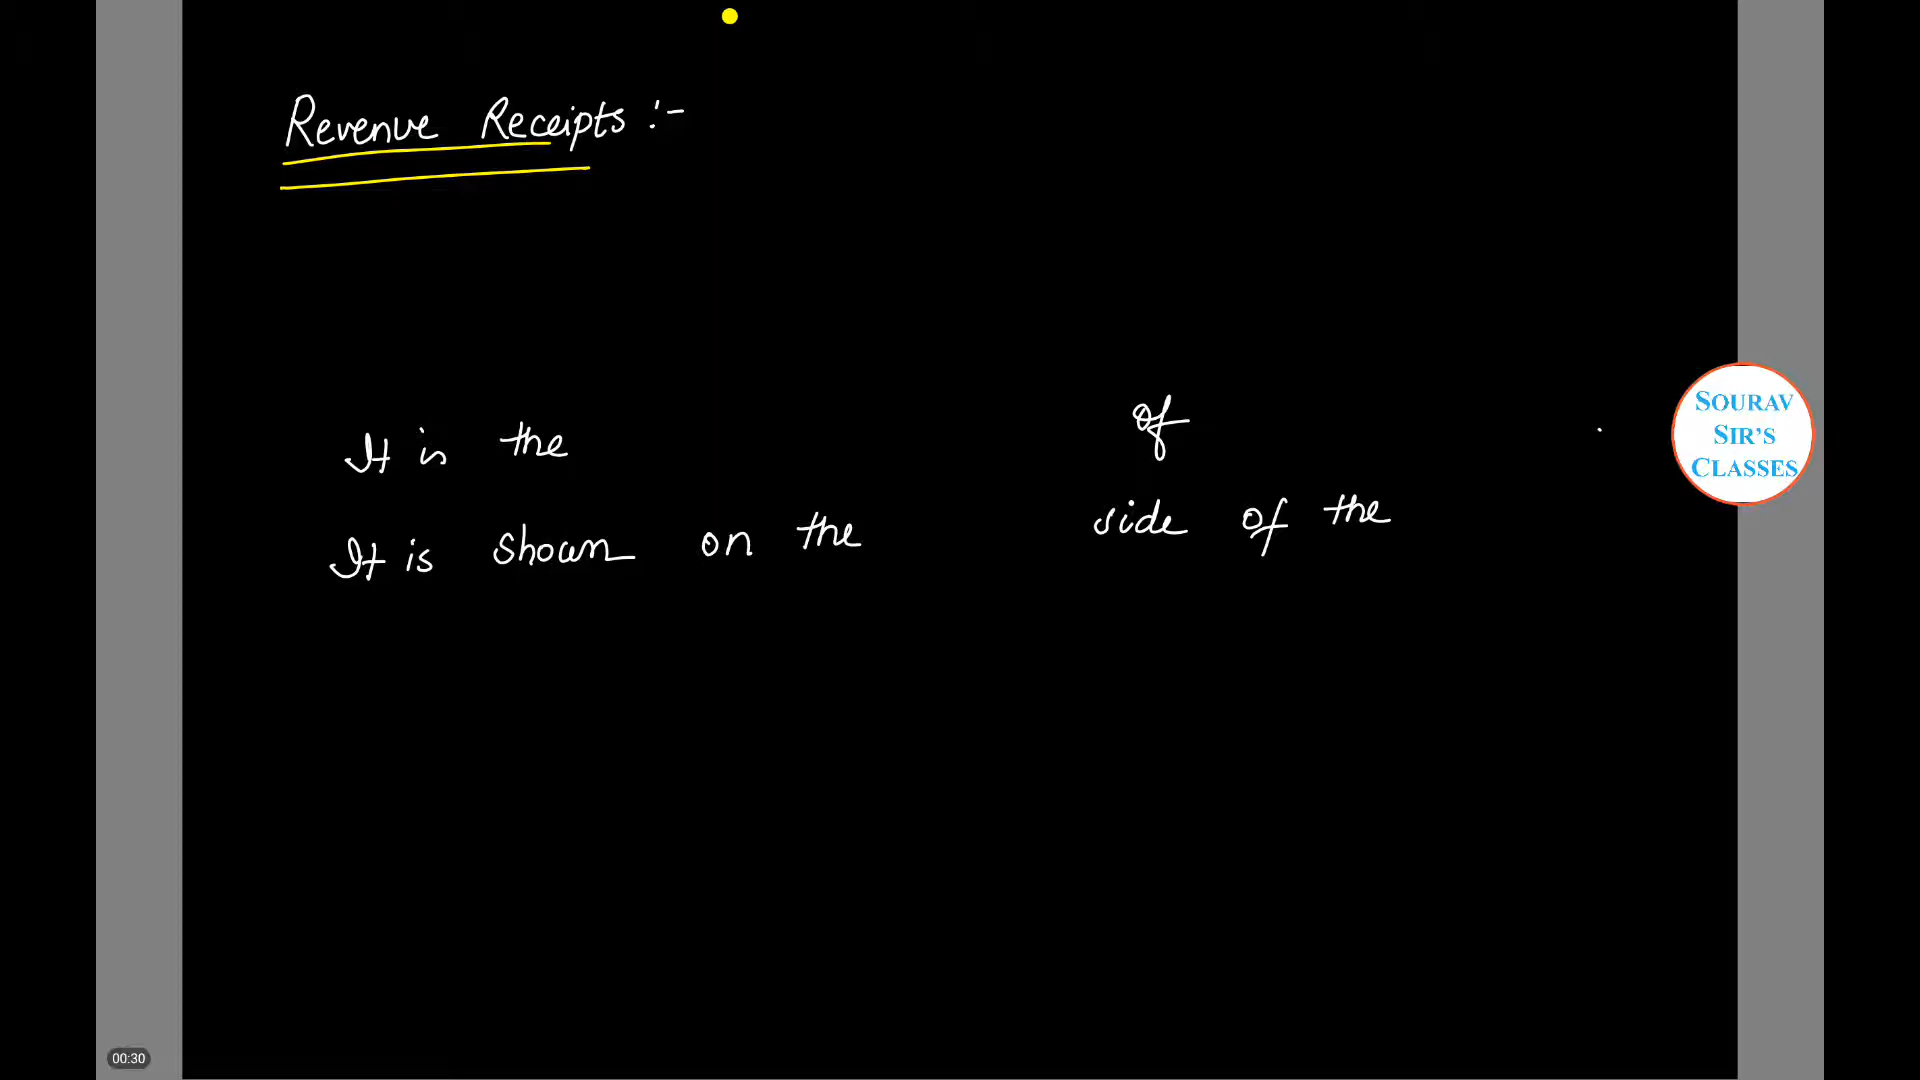 Revenue Receipts :-
It is the of
It is shown on the side of the
SOURAV
SIR'S
CLASSES
00:30